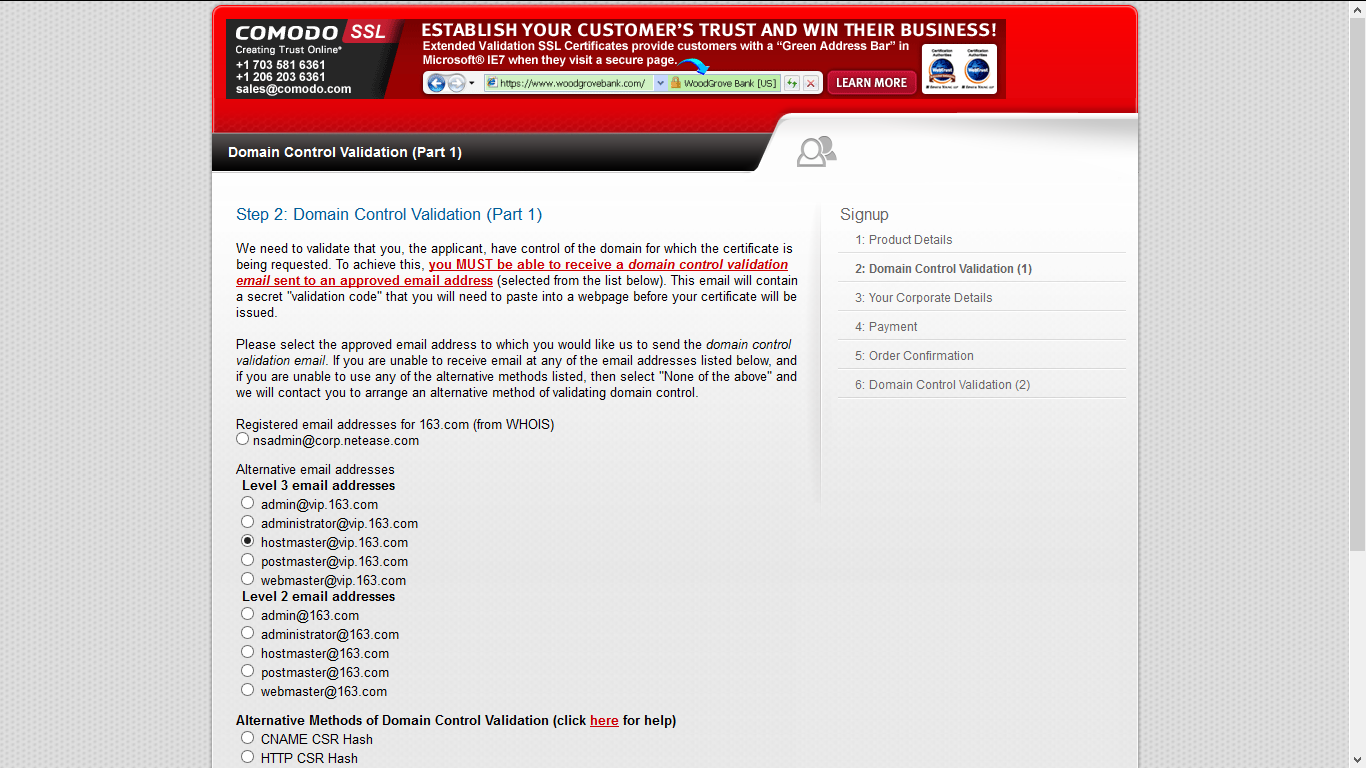 COMODO SSL
Creating Trust Online*
+1 703 581 6361
+1 206 203 6361
sales@comodo.com
ESTABLISH YOUR CUSTOMER'S TRUST AND WIN THEIR BUSINESS!
Extended Validation SSL Certificates provide customers with a “Green Address Bar” in
Microsoft® IE7 when they visit a secure page.
https://www.woodgrovebank.com/
WoodGrove Bank [US]
LEARN MORE
Domain Control Validation (Part 1)
Step 2: Domain Control Validation (Part 1)
We need to validate that you, the applicant, have control of the domain for which the certificate is
being requested. To achieve this, you MUST be able to receive a domain control validation
email sent to an approved email address (selected from the list below). This email will contain
a secret "validation code" that you will need to paste into a webpage before your certificate will be
issued.
Please select the approved email address to which you would like us to send the domain control
validation email. If you are unable to receive email at any of the email addresses listed below, and
if you are unable to use any of the alternative methods listed, then select "None of the above" and
we will contact you to arrange an alternative method of validating domain control.
Registered email addresses for 163.com (from WHOIS)
nsadmin@corp.netease.com
Alternative email addresses
Level 3 email addresses
admin@vip.163.com
administrator@vip.163.com
hostmaster@vip.163.com
postmaster@vip.163.com
webmaster@vip.163.com
Level 2 email addresses
admin@163.com
administrator@163.com
hostmaster@163.com
postmaster@163.com
webmaster@163.com
Alternative Methods of Domain Control Validation (click here for help)
CNAME CSR Hash
HTTP CSR Hash
Signup
1: Product Details
2: Domain Control Validation (1)
3: Your Corporate Details
4: Payment
5: Order Confirmation
6: Domain Control Validation (2)